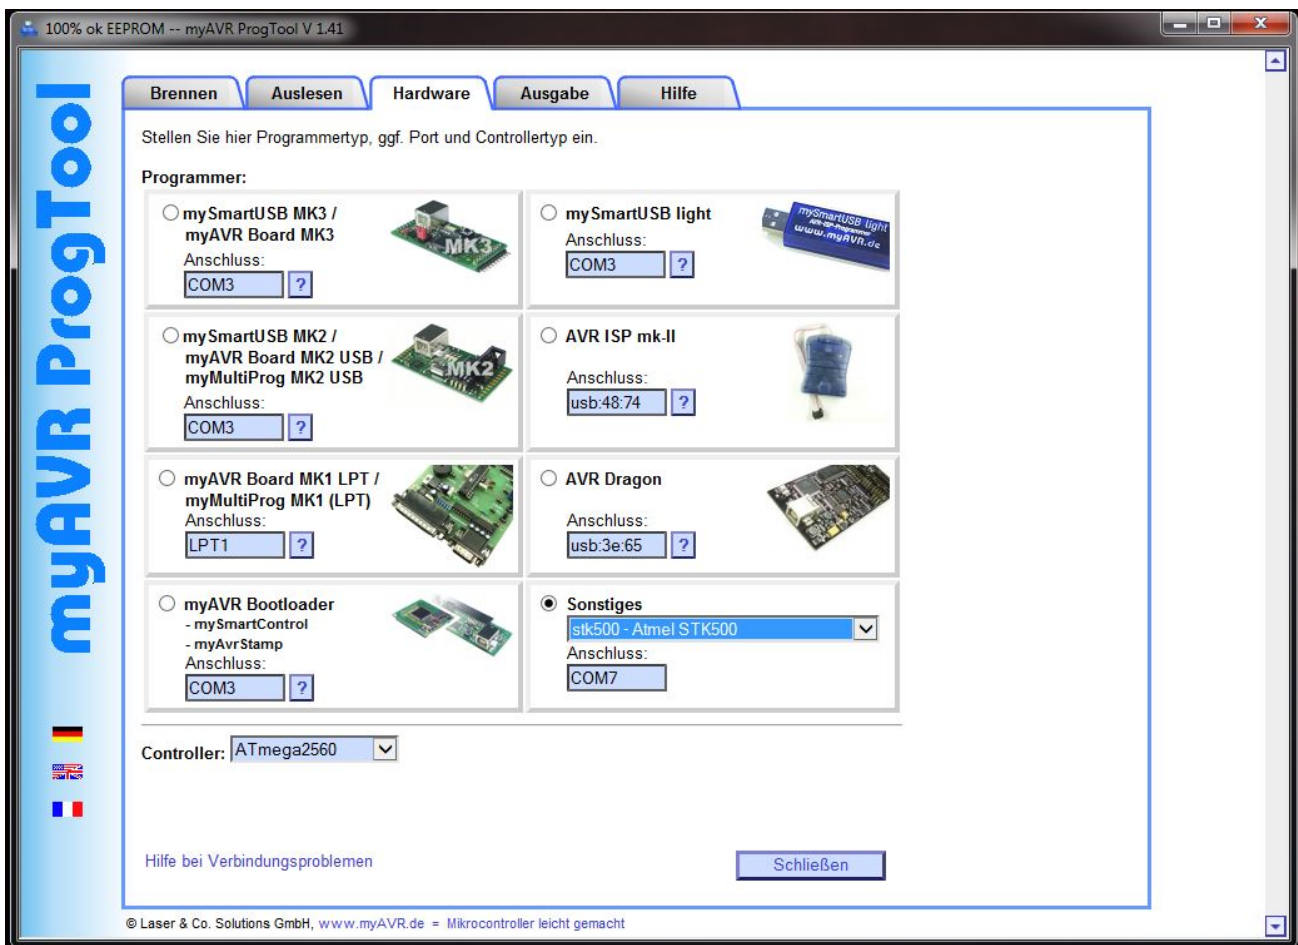 100% ok EEPROM -- myAVR ProgTool V 1.41
myAVR ProgTool
Brennen
Auslesen
Hardware
Ausgabe
Hilfe
Stellen Sie hier Programmertyp, ggf. Port und Controllertyp ein.
Programmer:
mySmartUSB MK3 /
myAVR Board MK3
Anschluss:
COM3 ?
MK3
mySmartUSB light
Anschluss:
COM3 ?
mySmartUSB light
AVR-ISP-Programmer
www.myAVR.de
mySmartUSB MK2 /
myAVR Board MK2 USB /
myMultiProg MK2 USB
Anschluss:
COM3 ?
MK2
AVR ISP mk-II
Anschluss:
usb:48:74 ?
myAVR Board MK1 LPT /
myMultiProg MK1 (LPT)
Anschluss:
LPT1 ?
AVR Dragon
Anschluss:
usb:3e:65 ?
myAVR Bootloader
- mySmartControl
- myAvrStamp
Anschluss:
COM3 ?
Sonstiges
stk500 - Atmel STK500
Anschluss:
COM7
Controller: ATmega2560
Hilfe bei Verbindungsproblemen
Schließen
© Laser & Co. Solutions GmbH, www.myAVR.de = Mikrocontroller leicht gemacht